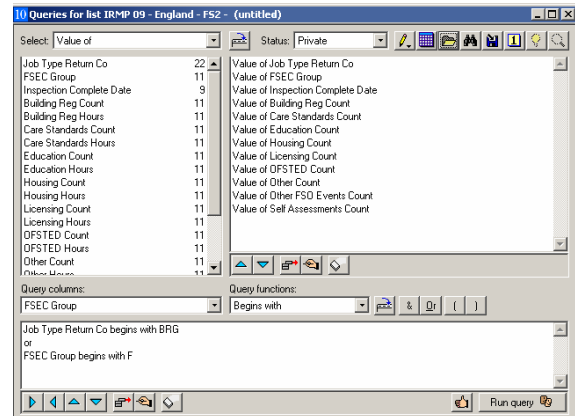 10 Queries for list IRMP 09 - England - FS2 - (untitled)
Select: Value of Status: Private 1
Job Type Return Co 22
FSEC Group 11
Inspection Complete Date 9
Building Reg Count 11
Building Reg Hours 11
Care Standards Count 11
Care Standards Hours 11
Education Count 11
Education Hours 11
Housing Count 11
Housing Hours 11
Licensing Count 11
Licensing Hours 11
OFSTED Count 11
OFSTED Hours 11
Other Count 11
Other Hours 11
Value of Job Type Return Co
Value of FSEC Group
Value of Inspection Complete Date
Value of Building Reg Count
Value of Care Standards Count
Value of Education Count
Value of Housing Count
Value of Licensing Count
Value of OFSTED Count
Value of Other Count
Value of Other FSO Events Count
Value of Self Assessments Count
Query columns: Query functions:
FSEC Group Begins with & Or ( )
Job Type Return Co begins with BRG
or
FSEC Group begins with F
Run query